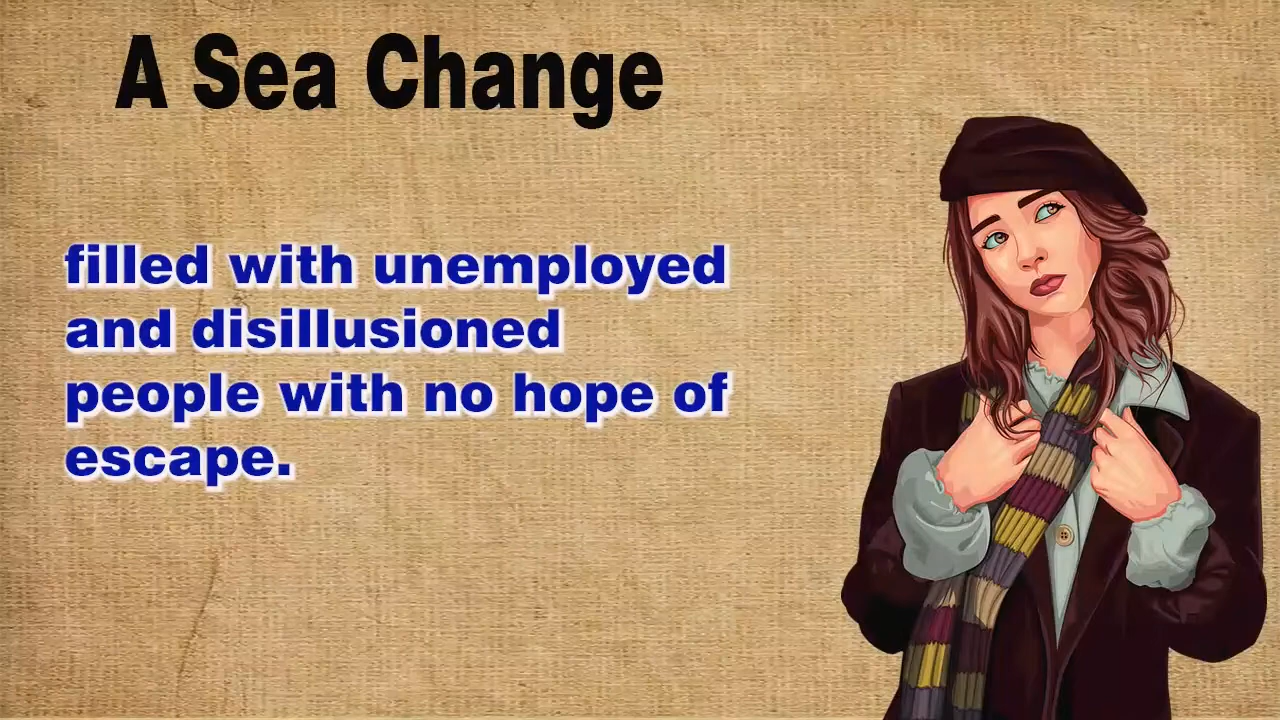 A Sea Change
filled with unemployed
and disillusioned
people with no hope of
escape.